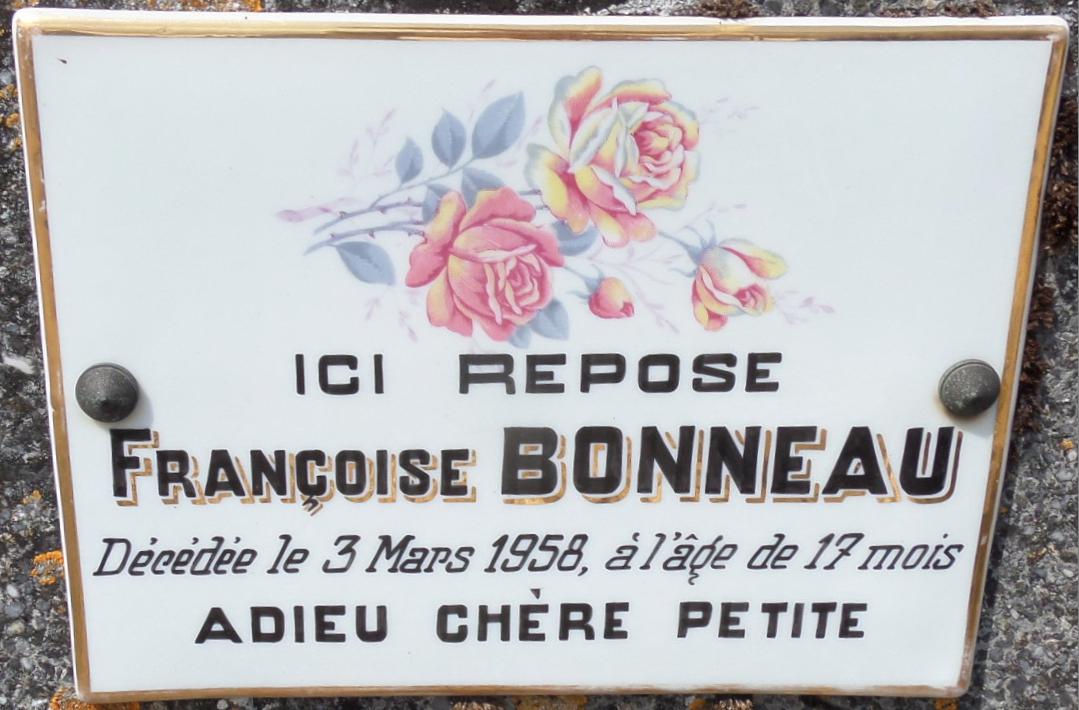 ICI REPOSE
FRANÇOISE BONNEAU
Décédée le 3 Mars 1958, à l'âge de 17 mois
ADIEU CHÈRE PETITE